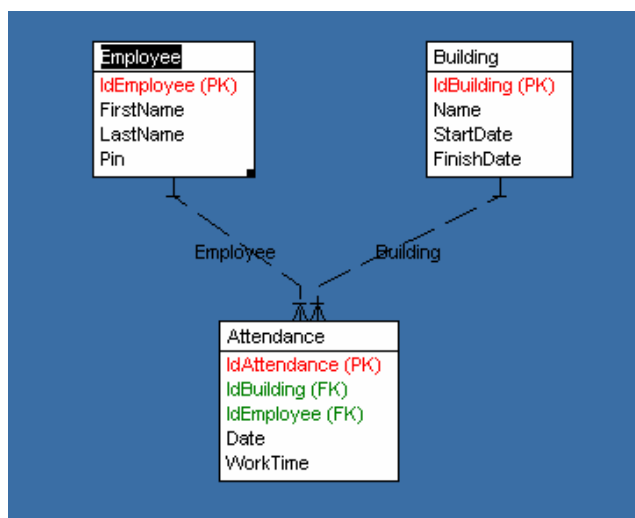 Employee
IdEmployee (PK)
FirstName
LastName
Pin
Building
IdBuilding (PK)
Name
StartDate
FinishDate
Employee
Building
Attendance
IdAttendance (PK)
IdBuilding (FK)
IdEmployee (FK)
Date
WorkTime